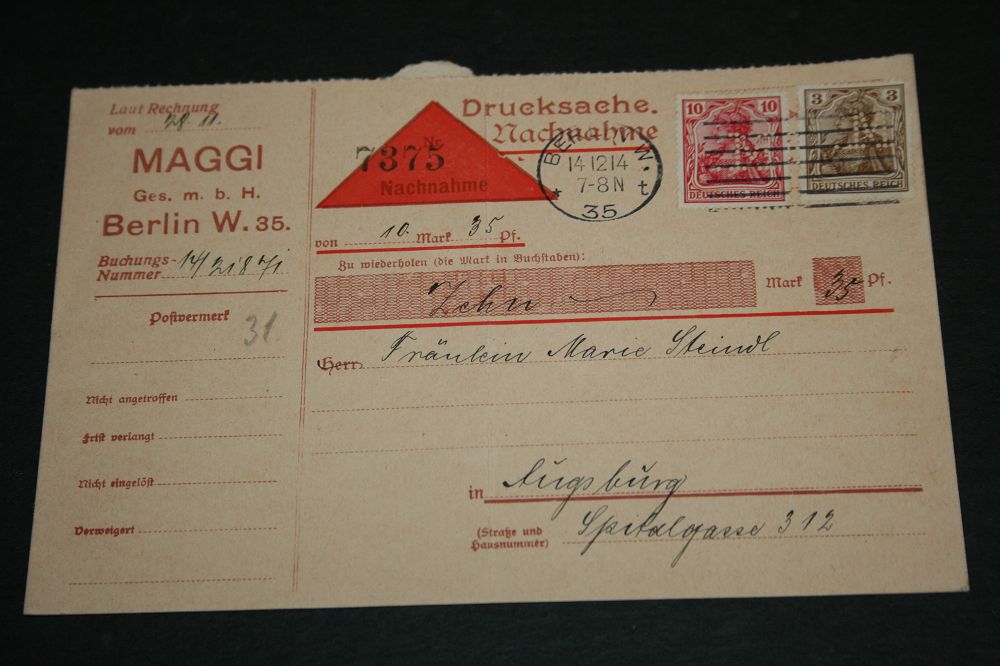 Laut Rechnung
vom 28 11.
MAGGI
Ges. m. b. H.
Berlin W. 35.
Buchungs-
Nummer 14/21871
Postvermerk
31
Nicht angetroffen
Frist verlangt
Nicht eingelöst
Verweigert
Drucksache.
Nachnahme
No
7375
Nachnahme
BERLIN W.
14.12.14
7-8N
* 35 t
10 10
DEUTSCHES REICH
3 3
DEUTSCHES REICH
von 10. Mark 35 Pf.
Zu wiederholen (die Mark in Buchstaben):
Zehn Mark 35 Pf.
Herr Fräulein Marie Steindl
in Augsburg
(Straße und
Hausnummer) Spitalgasse 312